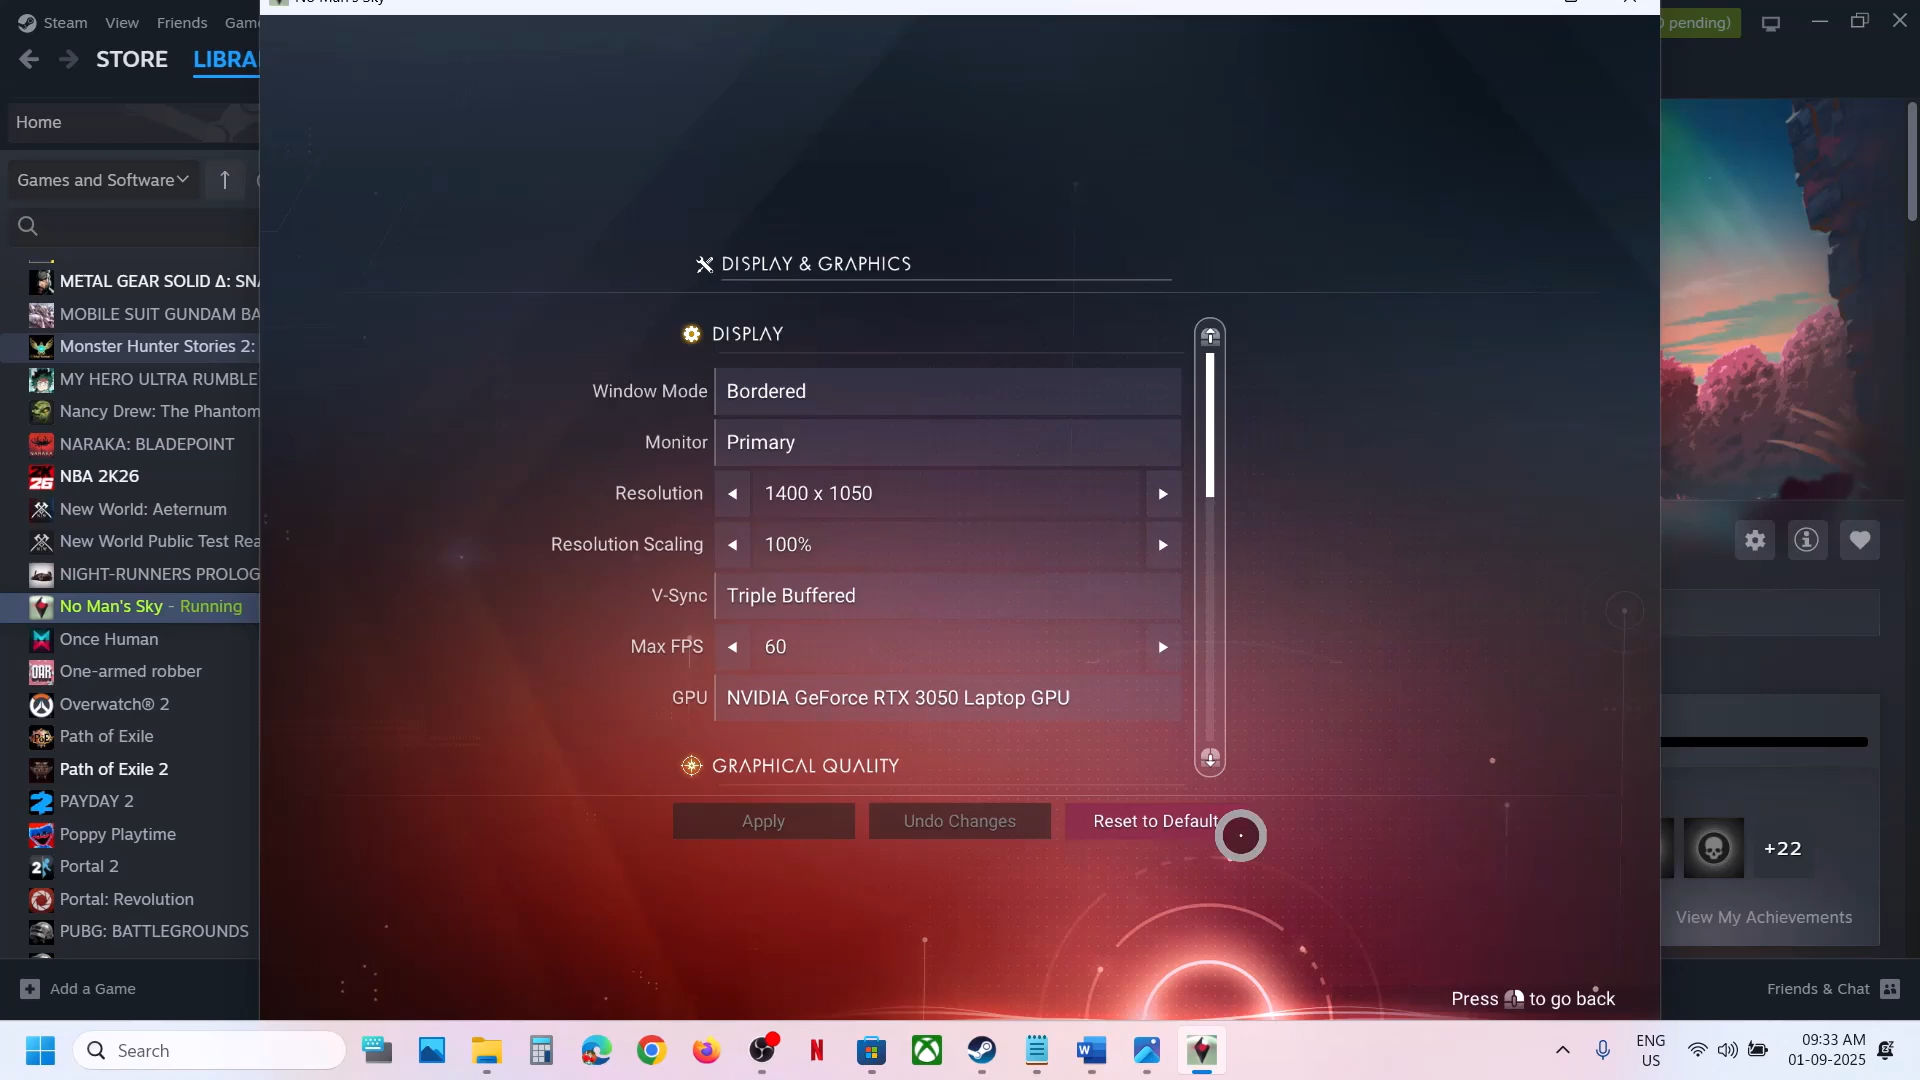 Steam View Friends Game
No Man's Sky
pending)
STORE LIBRA
Home
Games and Software
METAL GEAR SOLID Δ: SNA
MOBILE SUIT GUNDAM BA
Monster Hunter Stories 2:
MY HERO ULTRA RUMBLE
Nancy Drew: The Phantom
NARAKA: BLADEPOINT
NBA 2K26
New World: Aeternum
New World Public Test Rea
NIGHT-RUNNERS PROLOG
No Man's Sky - Running
Once Human
One-armed robber
Overwatch® 2
Path of Exile
Path of Exile 2
PAYDAY 2
Poppy Playtime
Portal 2
Portal: Revolution
PUBG: BATTLEGROUNDS
Add a Game
DISPLAY & GRAPHICS
DISPLAY
Window Mode Bordered
Monitor Primary
Resolution 1400 x 1050
Resolution Scaling 100%
V-Sync Triple Buffered
Max FPS 60
GPU NVIDIA GeForce RTX 3050 Laptop GPU
GRAPHICAL QUALITY
Apply Undo Changes Reset to Default
Press to go back
+22
View My Achievements
Friends & Chat
Search
ENG
US
09:33 AM
01-09-2025